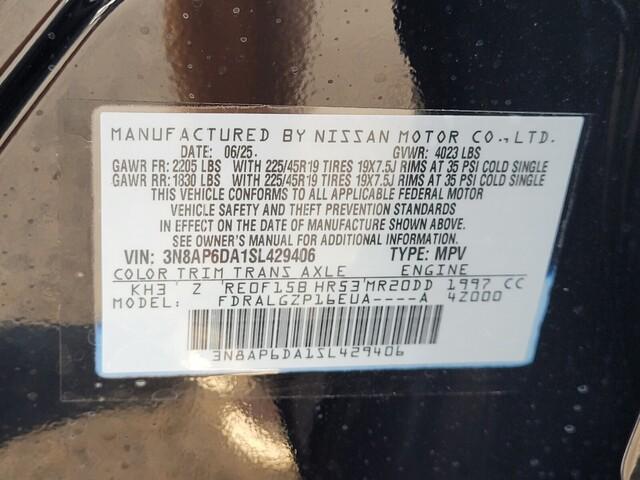 MANUFACTURED BY NISSAN MOTOR CO.,LTD.
DATE: 06/25. GVWR: 4023 LBS
GAWR FR: 2205 LBS WITH 225/45R19 TIRES 19X7.5J RIMS AT 35 PSI COLD SINGLE
GAWR RR: 1830 LBS WITH 225/45R19 TIRES 19X7.5J RIMS AT 35 PSI COLD SINGLE
THIS VEHICLE CONFORMS TO ALL APPLICABLE FEDERAL MOTOR
VEHICLE SAFETY AND THEFT PREVENTION STANDARDS
IN EFFECT ON THE DATE OF MANUFACTURE SHOWN ABOVE.
SEE OWNER'S MANUAL FOR ADDITIONAL INFORMATION.
VIN: 3N8AP6DA1SL429406 TYPE: MPV
COLOR TRIM TRANS AXLE ENGINE
KH3 Z RE0F15B HR53 MR20DD 1997 CC
FDRALGZP16EUA----A 4Z000
3N8AP6DA1SL429406